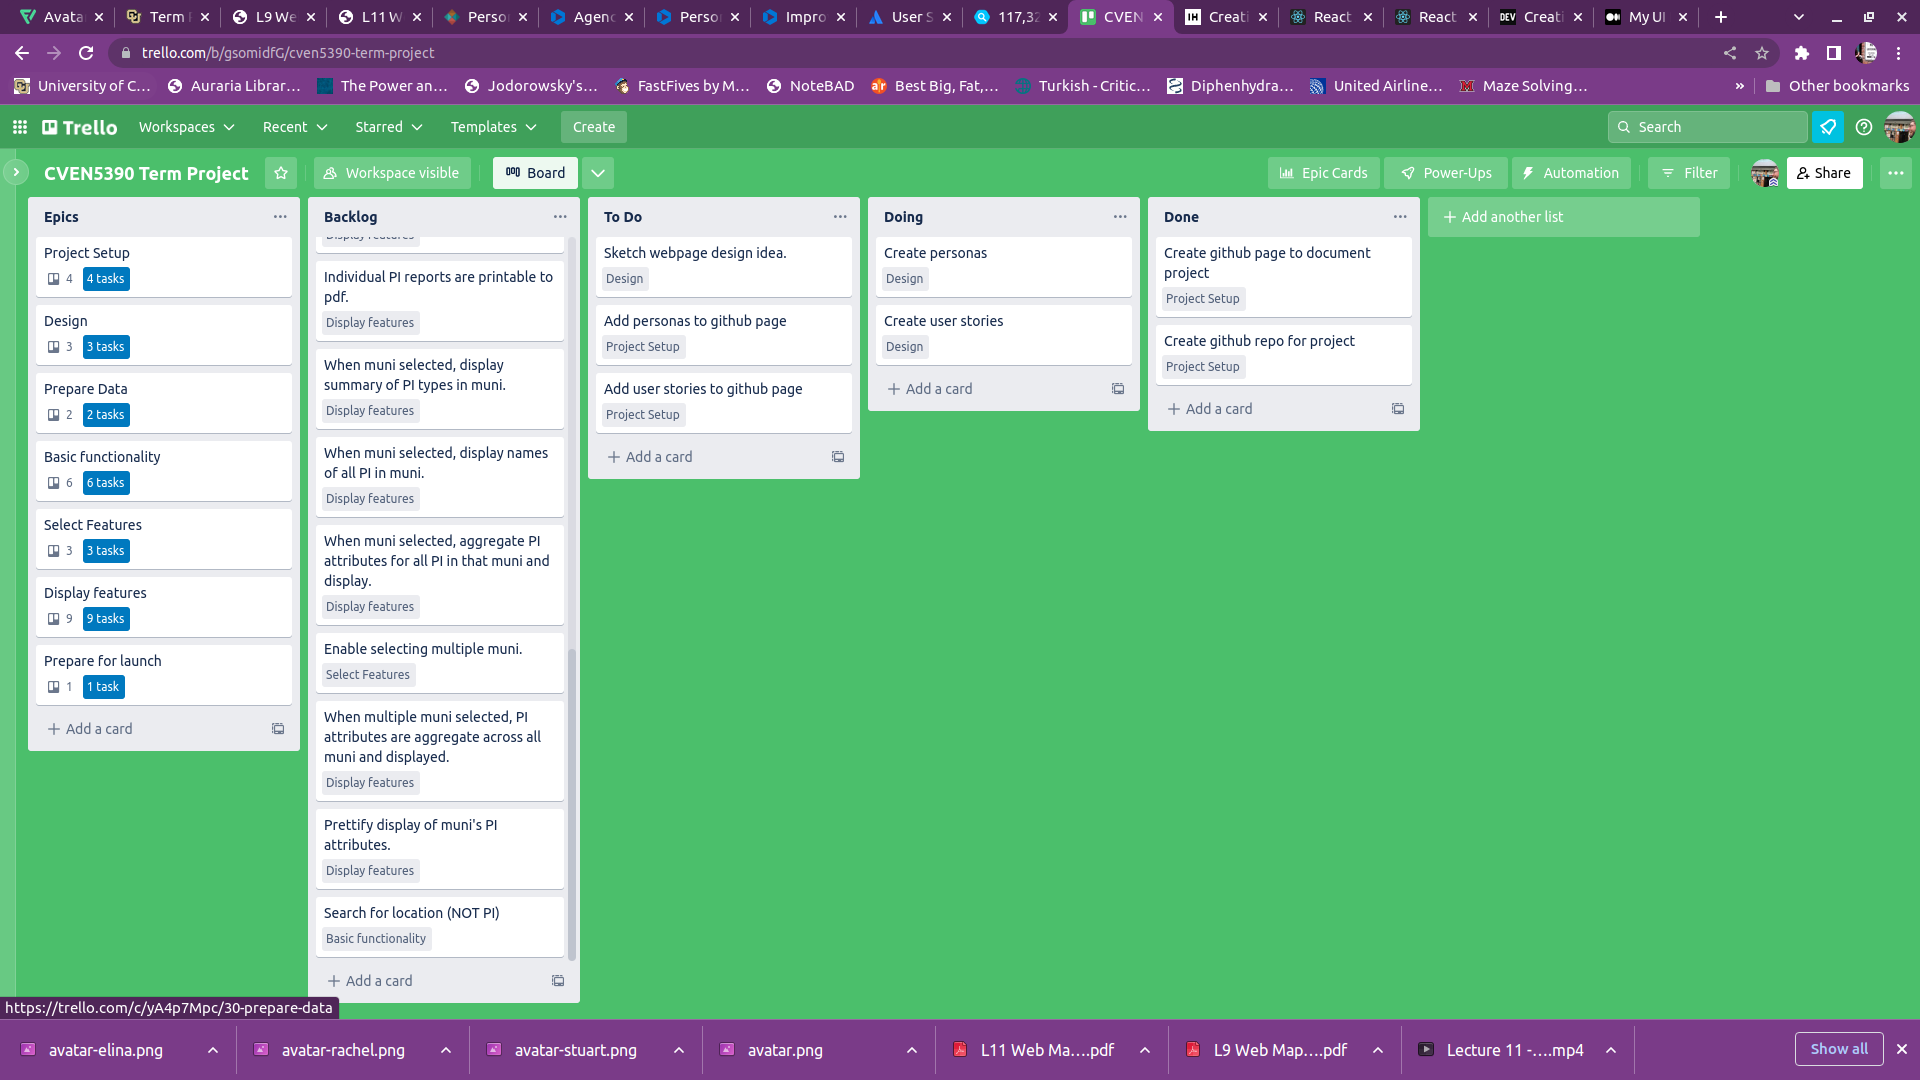 Avata
Term
L9 We
L11 W
Perso
Agenc
Perso
Impro
User S
117,32
CVEN
Creati
React
React
Creati
My UI
trello.com/b/gsomidfG/cven5390-term-project
University of C…
Auraria Librar…
The Power an…
Jodorowsky's…
FastFives by M…
NoteBAD
Best Big, Fat,…
Turkish - Critic…
Diphenhydra…
United Airline…
Maze Solving…
»
Other bookmarks
Trello
Workspaces
Recent
Starred
Templates
Create
Search
CVEN5390 Term Project
Workspace visible
Board
Epic Cards
Power-Ups
Automation
Filter
Share
Epics
Project Setup
4 4 tasks
Design
3 3 tasks
Prepare Data
2 2 tasks
Basic functionality
6 6 tasks
Select Features
3 3 tasks
Display features
9 9 tasks
Prepare for launch
1 1 task
+ Add a card
Backlog
Display features
Individual PI reports are printable to
pdf.
Display features
When muni selected, display
summary of PI types in muni.
Display features
When muni selected, display names
of all PI in muni.
Display features
When muni selected, aggregate PI
attributes for all PI in that muni and
display.
Display features
Enable selecting multiple muni.
Select Features
When multiple muni selected, PI
attributes are aggregate across all
muni and displayed.
Display features
Prettify display of muni's PI
attributes.
Display features
Search for location (NOT PI)
Basic functionality
+ Add a card
To Do
Sketch webpage design idea.
Design
Add personas to github page
Project Setup
Add user stories to github page
Project Setup
+ Add a card
Doing
Create personas
Design
Create user stories
Design
+ Add a card
Done
Create github page to document
project
Project Setup
Create github repo for project
Project Setup
+ Add a card
+ Add another list
https://trello.com/c/yA4p7Mpc/30-prepare-data
avatar-elina.png
avatar-rachel.png
avatar-stuart.png
avatar.png
L11 Web Ma….pdf
L9 Web Map….pdf
Lecture 11 -….mp4
Show all